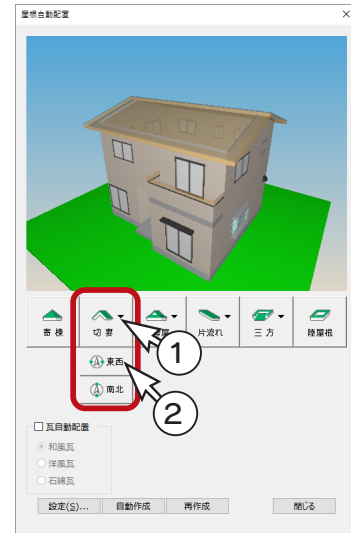 屋根自動配置
寄棟 切妻 片流れ 三方 陸屋根
1
東西
2
南北
瓦自動配置
和風瓦
洋風瓦
石綿瓦
設定(S)... 自動作成 再作成 閉じる